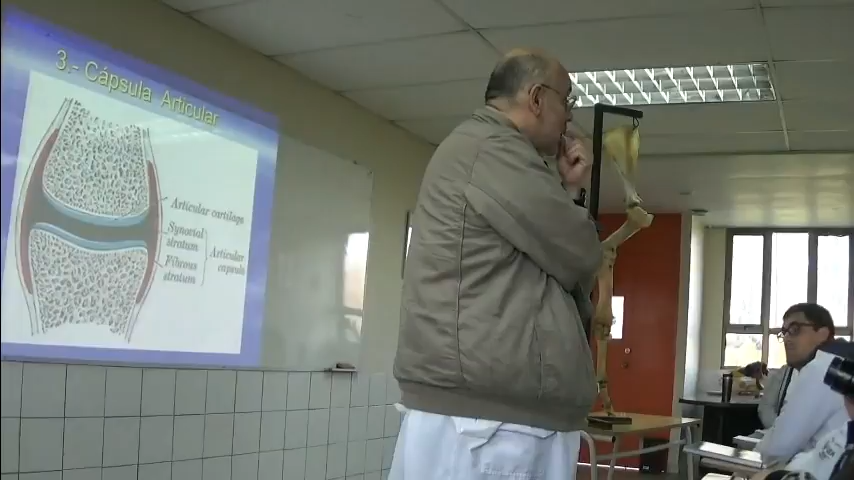 3.- Cápsula Articular
Articular cartilage
Synovial
stratum
Articular
capsule
Fibrous
stratum